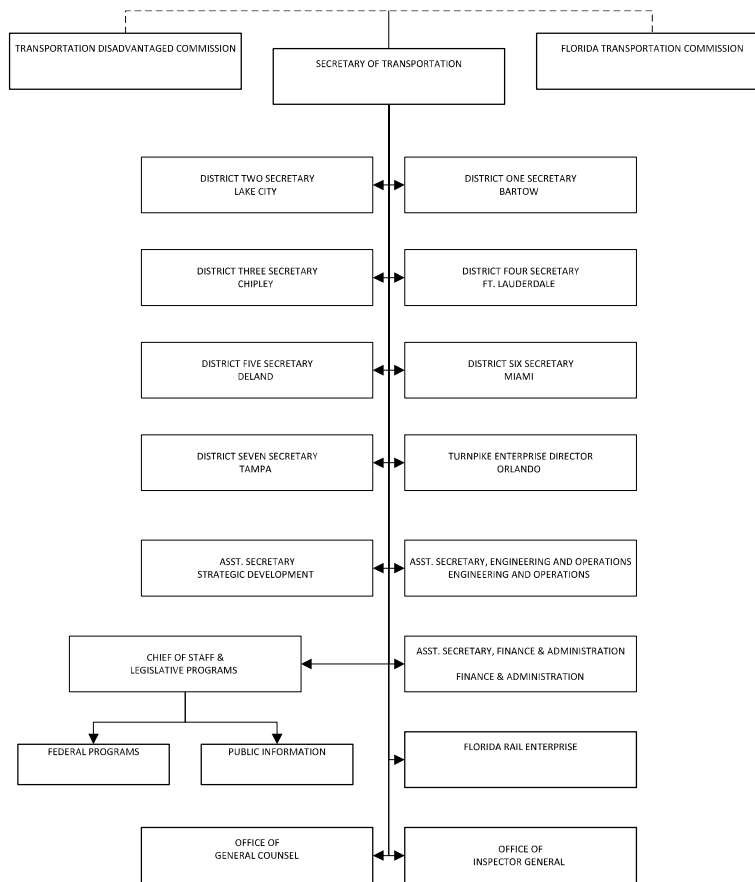 TRANSPORTATION DISADVANTAGED COMMISSION
SECRETARY OF TRANSPORTATION
FLORIDA TRANSPORTATION COMMISSION
DISTRICT TWO SECRETARY
LAKE CITY
DISTRICT ONE SECRETARY
BARTOW
DISTRICT THREE SECRETARY
CHIPLEY
DISTRICT FOUR SECRETARY
FT. LAUDERDALE
DISTRICT FIVE SECRETARY
DELAND
DISTRICT SIX SECRETARY
MIAMI
DISTRICT SEVEN SECRETARY
TAMPA
TURNPIKE ENTERPRISE DIRECTOR
ORLANDO
ASST. SECRETARY
STRATEGIC DEVELOPMENT
ASST. SECRETARY, ENGINEERING AND OPERATIONS
ENGINEERING AND OPERATIONS
CHIEF OF STAFF &
LEGISLATIVE PROGRAMS
ASST. SECRETARY, FINANCE & ADMINISTRATION
FINANCE & ADMINISTRATION
FEDERAL PROGRAMS
PUBLIC INFORMATION
FLORIDA RAIL ENTERPRISE
OFFICE OF
GENERAL COUNSEL
OFFICE OF
INSPECTOR GENERAL